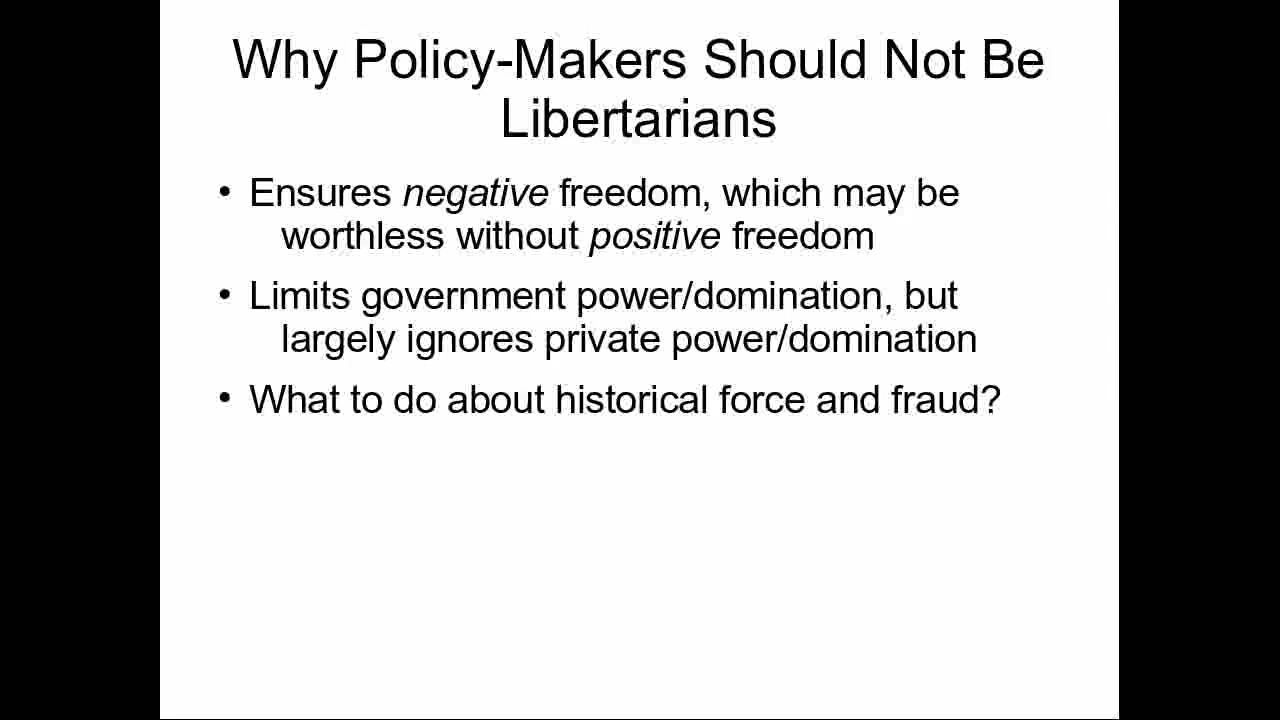 Why Policy-Makers Should Not Be
Libertarians
• Ensures negative freedom, which may be
worthless without positive freedom
• Limits government power/domination, but
largely ignores private power/domination
• What to do about historical force and fraud?